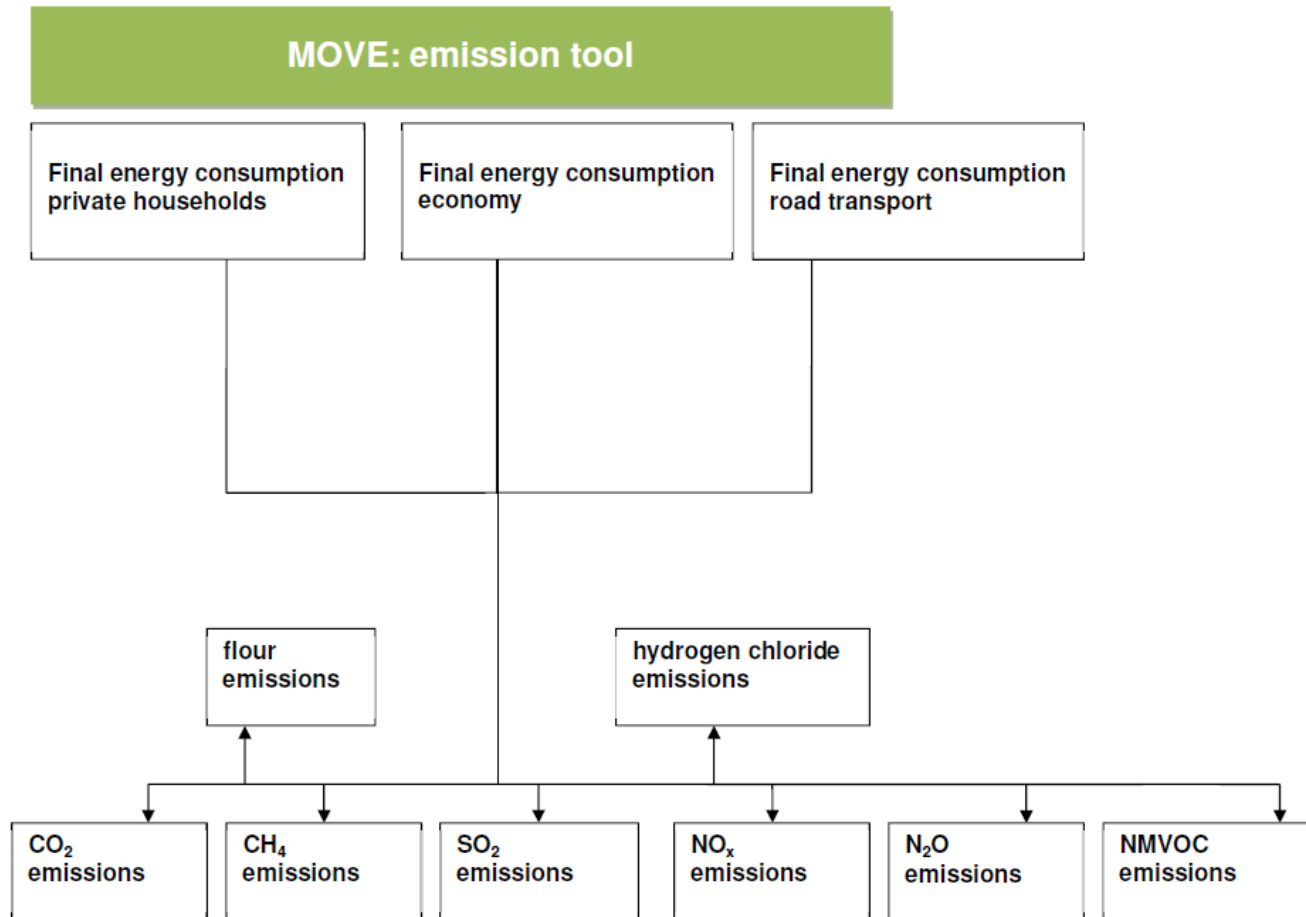 MOVE: emission tool
Final energy consumption
private households
Final energy consumption
economy
Final energy consumption
road transport
flour
emissions
hydrogen chloride
emissions
CO₂
emissions
CH₄
emissions
SO₂
emissions
NOₓ
emissions
N₂O
emissions
NMVOC
emissions